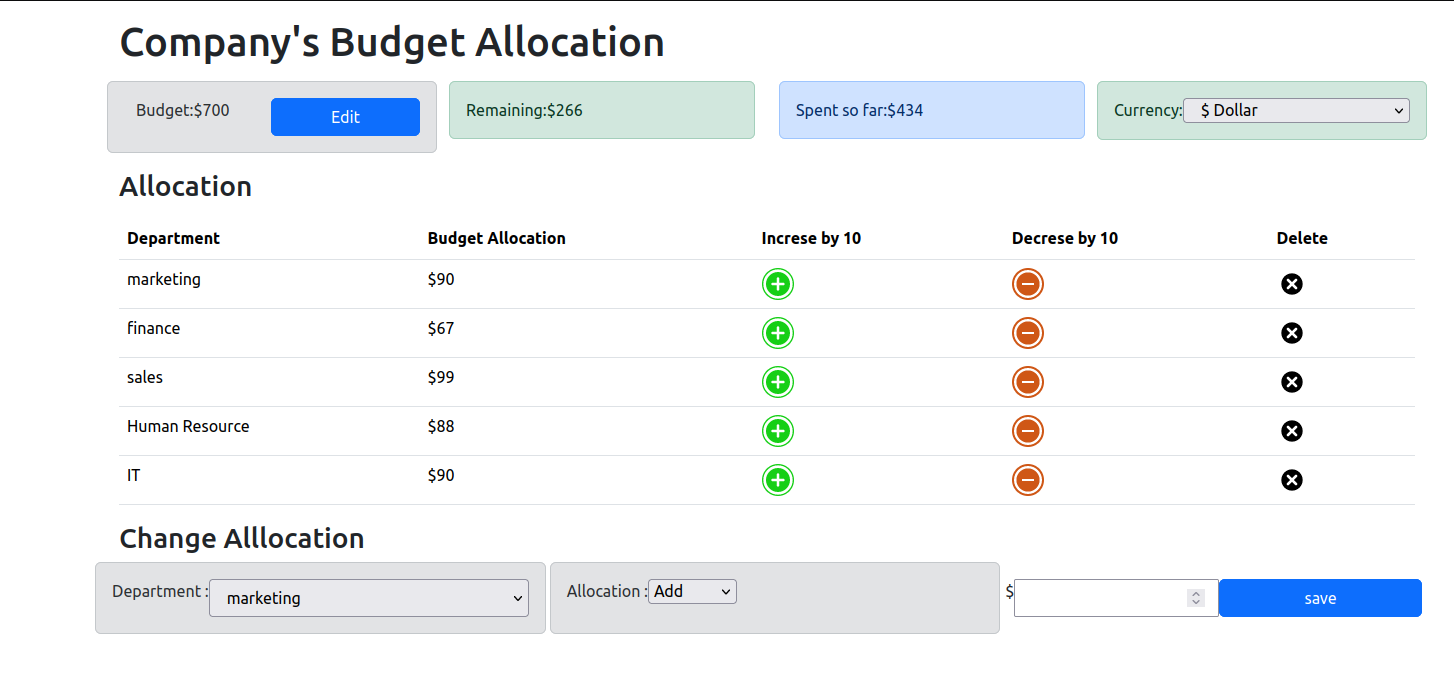 Company's Budget Allocation
Budget:$700 Edit Remaining:$266 Spent so far:$434 Currency: $ Dollar
Allocation
Department Budget Allocation Increse by 10 Decrese by 10 Delete
marketing $90
finance $67
sales $99
Human Resource $88
IT $90
Change Alllocation
Department : marketing Allocation : Add $ save